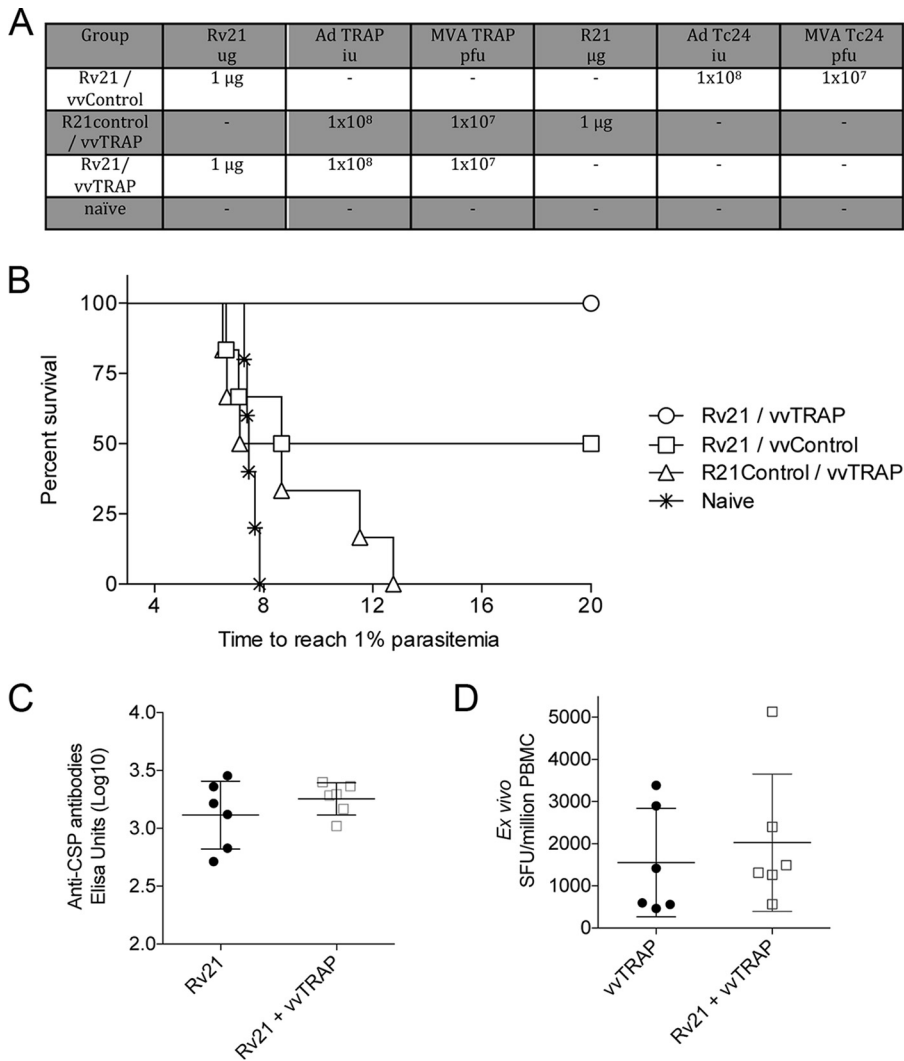 A
Group Rv21 Ad TRAP MVA TRAP R21 Ad Tc24 MVA Tc24
ug iu pfu µg iu pfu
Rv21 / 1 µg - - - 1x10⁸ 1x10⁷
vvControl
R21control - 1x10⁸ 1x10⁷ 1 µg - -
/ vvTRAP
Rv21/ 1 µg 1x10⁸ 1x10⁷ - - -
vvTRAP
naïve - - - - - -
B
Percent survival
100
75
50
25
0
4 8 12 16 20
Time to reach 1% parasitemia
Rv21 / vvTRAP
Rv21 / vvControl
R21Control / vvTRAP
Naive
C
Anti-CSP antibodies
Elisa Units (Log10)
4.0
3.5
3.0
2.5
2.0
Rv21
Rv21 + vvTRAP
D
Ex vivo
SFU/million PBMC
5000
4000
3000
2000
1000
0
vvTRAP
Rv21 + vvTRAP